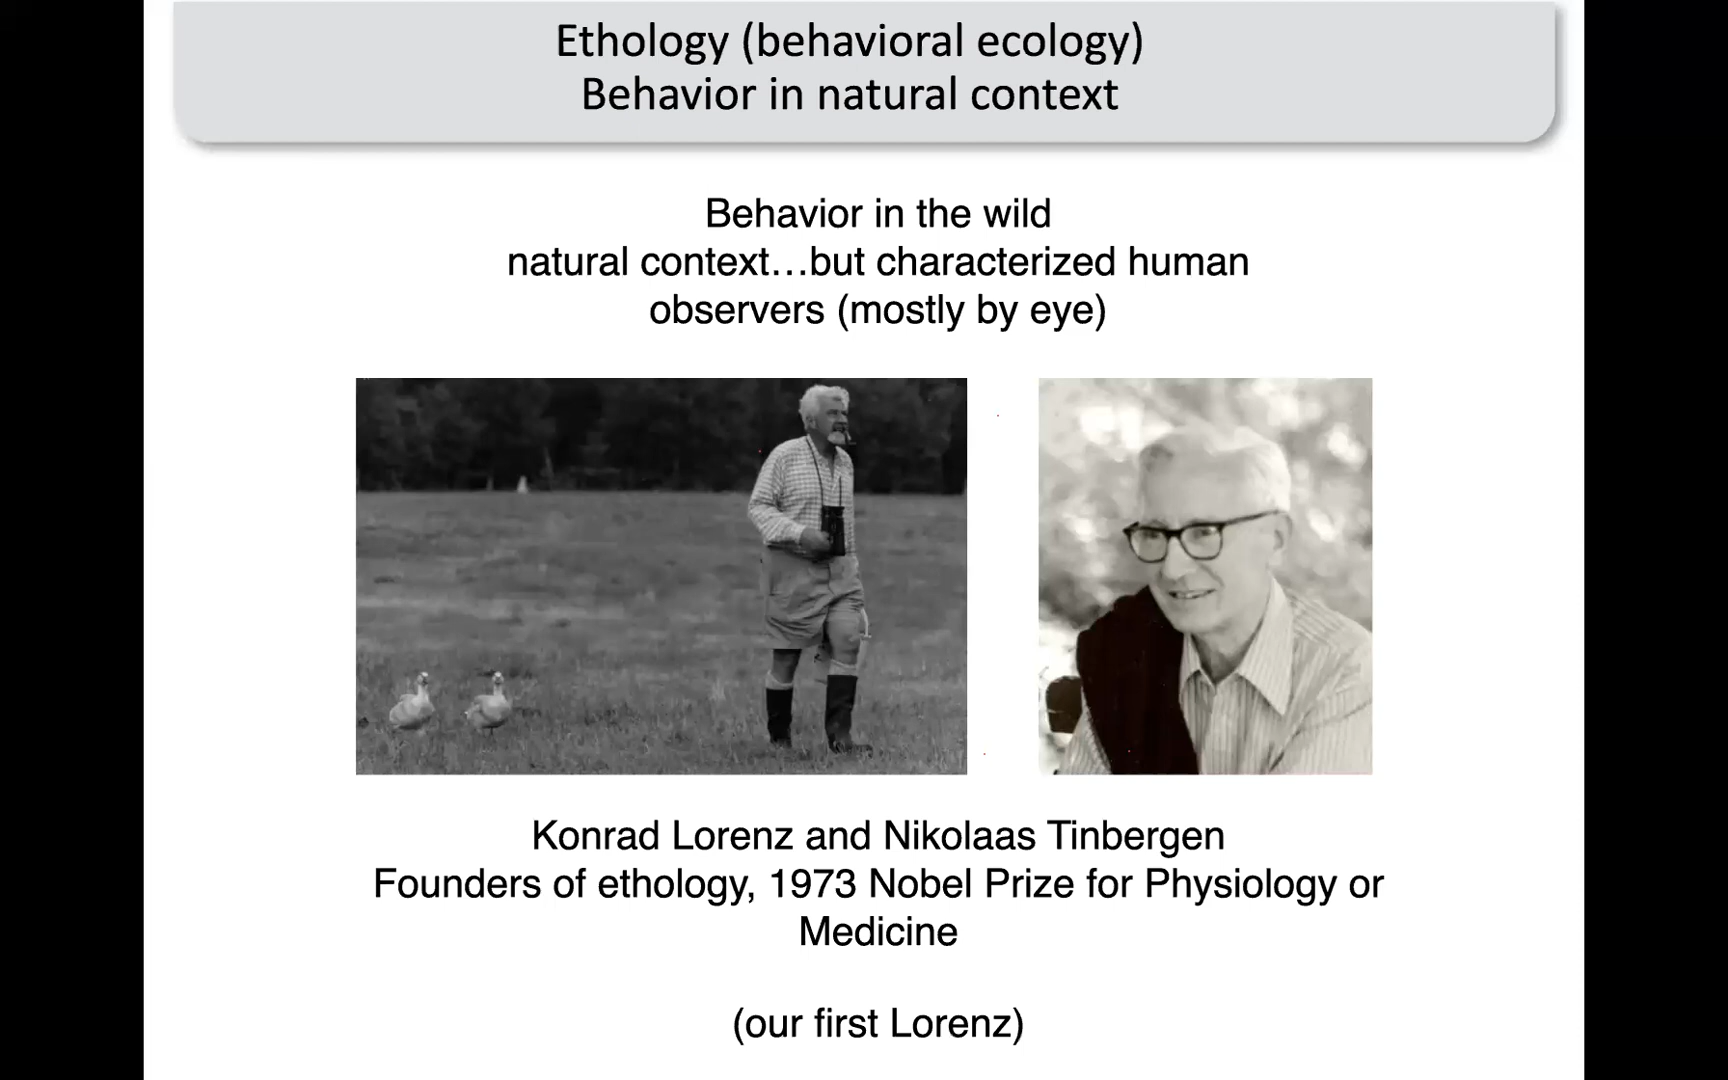 Ethology (behavioral ecology)
Behavior in natural context
Behavior in the wild
natural context…but characterized human
observers (mostly by eye)
Konrad Lorenz and Nikolaas Tinbergen
Founders of ethology, 1973 Nobel Prize for Physiology or
Medicine
(our first Lorenz)